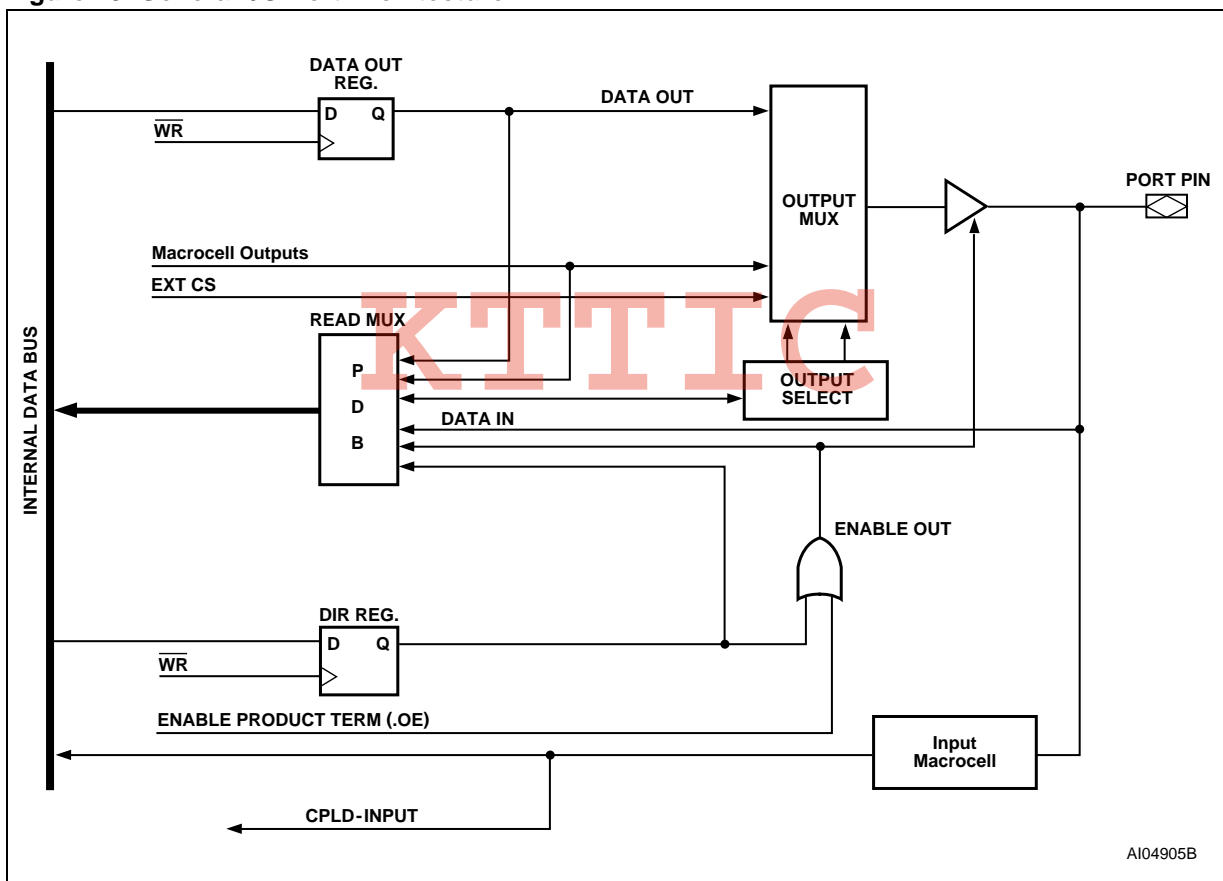 DATA OUT
REG.
D Q
WR
DATA OUT
OUTPUT
MUX
PORT PIN
Macrocell Outputs
EXT CS
READ MUX
P
D
B
OUTPUT
SELECT
DATA IN
KTTIC
INTERNAL DATA BUS
ENABLE OUT
DIR REG.
D Q
WR
ENABLE PRODUCT TERM (.OE)
Input
Macrocell
CPLD-INPUT
AI04905B